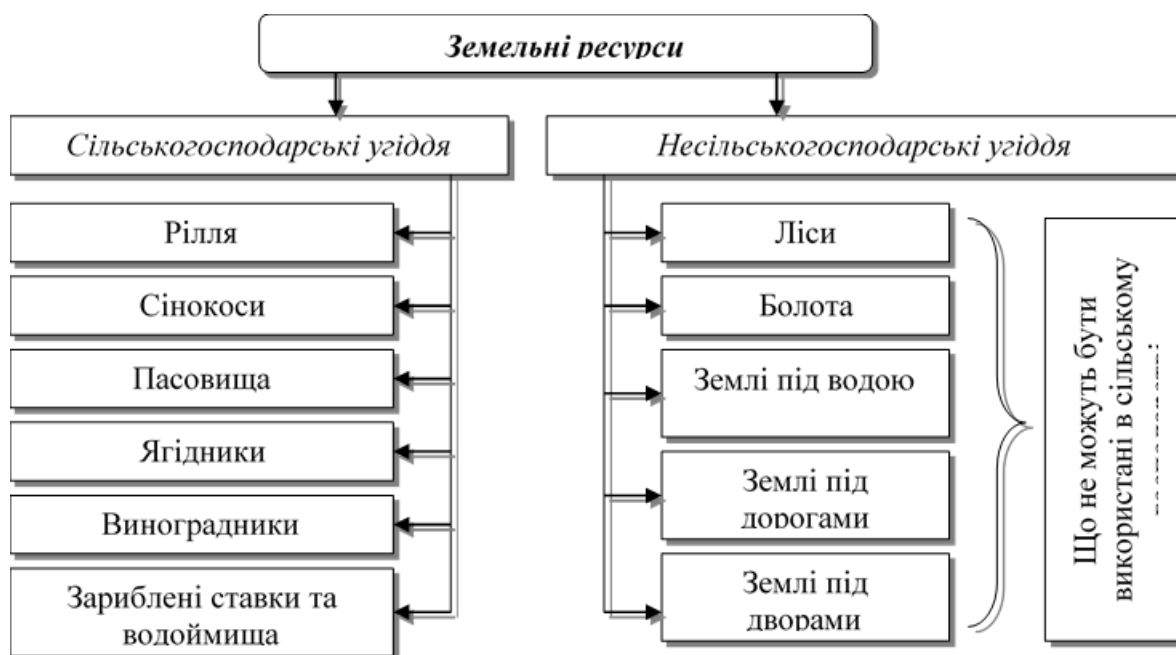 Земельні ресурси
Сільськогосподарські угіддя
Несільськогосподарські угіддя
Рілля
Сінокоси
Пасовища
Ягідники
Виноградники
Зариблені ставки та
водоймища
Ліси
Болота
Землі під водою
Землі під
дорогами
Землі під
дворами
Що не можуть бути
використані в сільському